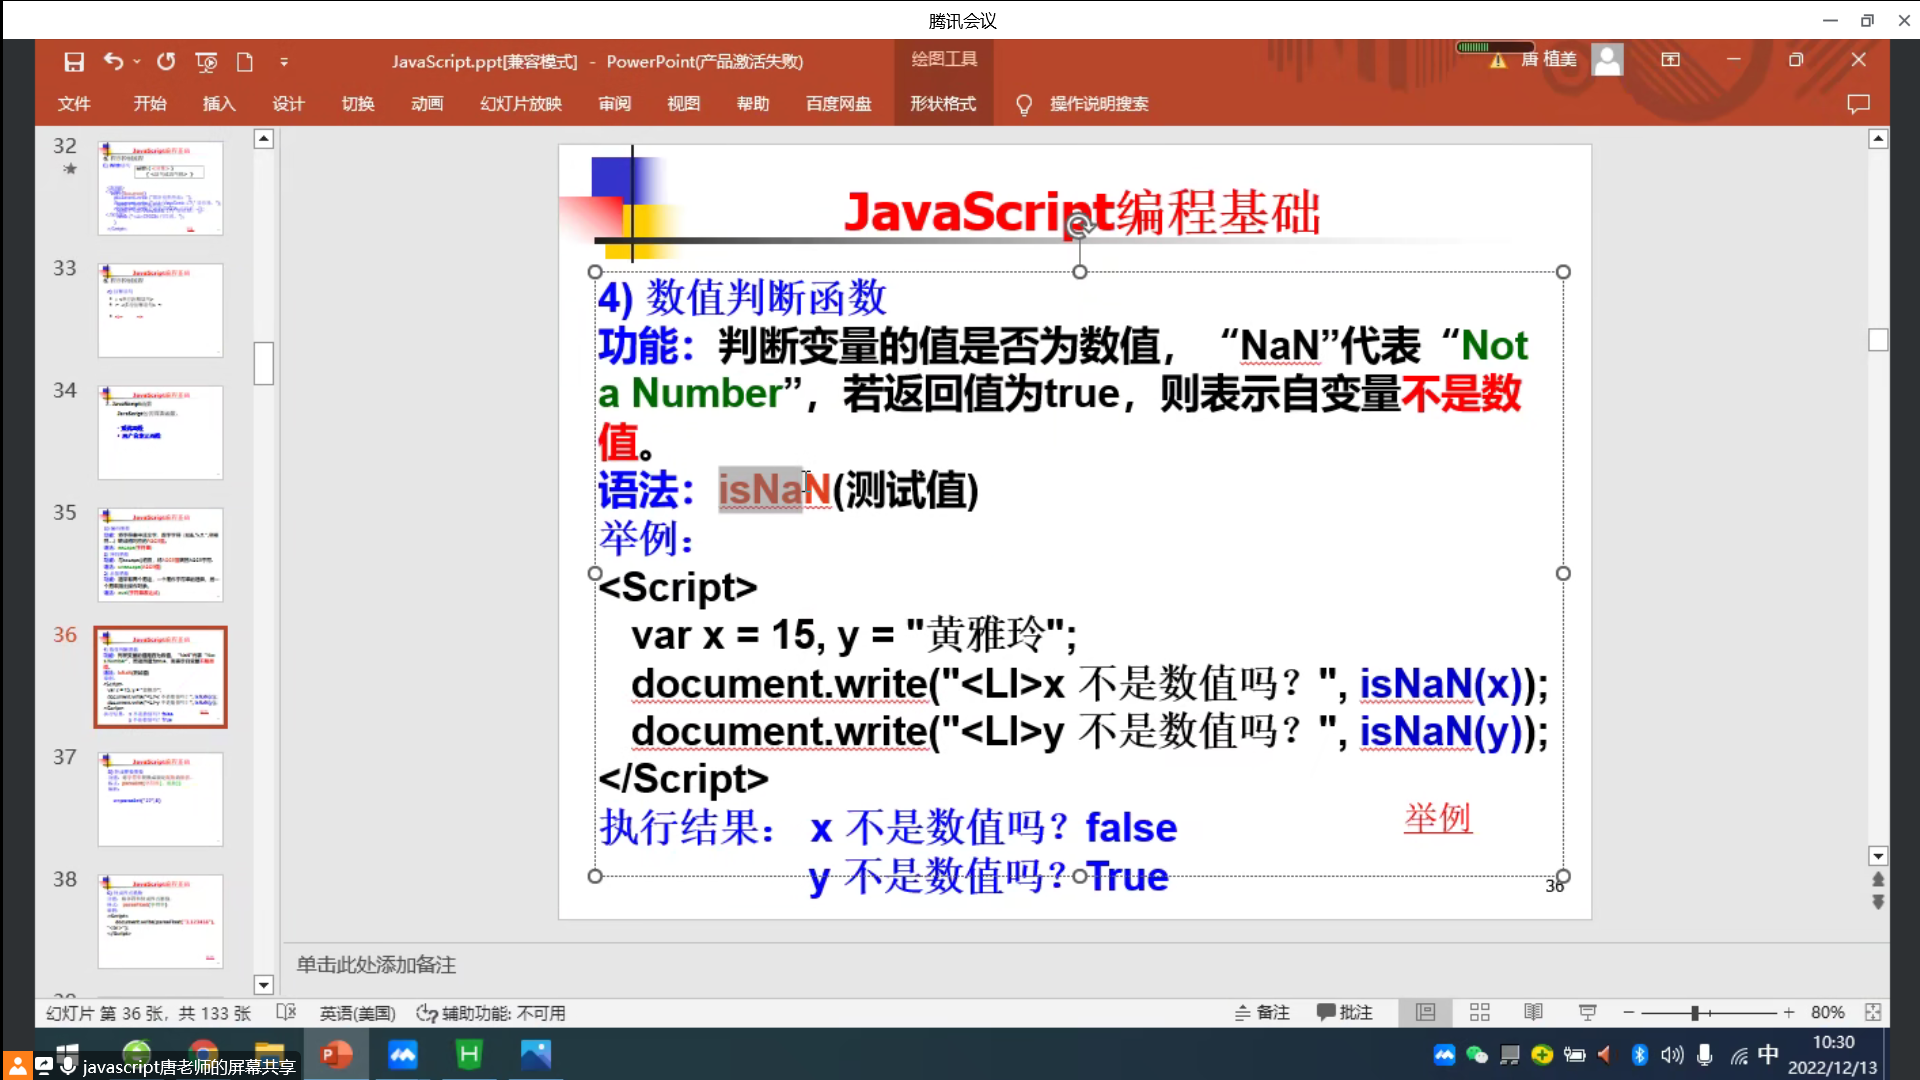 腾讯会议
JavaScript.ppt[兼容模式] - PowerPoint(产品激活失败)
绘图工具
唐 植美
文件 开始 插入 设计 切换 动画 幻灯片放映 审阅 视图 帮助 百度网盘 形状格式 操作说明搜索
32
33
34
35
36
37
38
JavaScript编程基础
4) 数值判断函数
功能：判断变量的值是否为数值，“NaN”代表“Not
a Number”，若返回值为true，则表示自变量不是数
值。
语法：isNaN(测试值)
举例：
<Script>
var x = 15, y = "黄雅玲";
document.write("<LI>x 不是数值吗？", isNaN(x));
document.write("<LI>y 不是数值吗？", isNaN(y));
</Script>
执行结果： x 不是数值吗？false
举例
y 不是数值吗？True
36
单击此处添加备注
幻灯片 第 36 张，共 133 张 英语(美国) 辅助功能: 不可用 备注 批注 80%
javascript唐老师的屏幕共享
中
10:30
2022/12/13